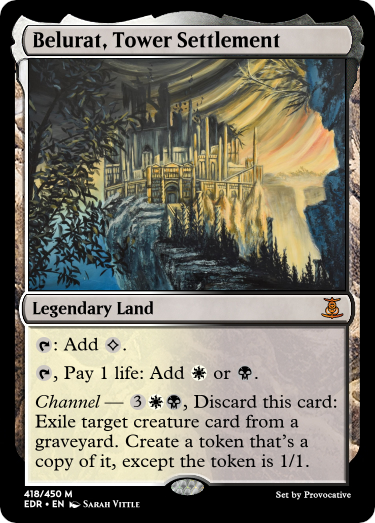 Belurat, Tower Settlement
Legendary Land
: Add .
, Pay 1 life: Add or .
Channel — 3, Discard this card:
Exile target creature card from a
graveyard. Create a token that's a
copy of it, except the token is 1/1.
418/450 M
EDR • EN SARAH VITTLE
Set by Provocative